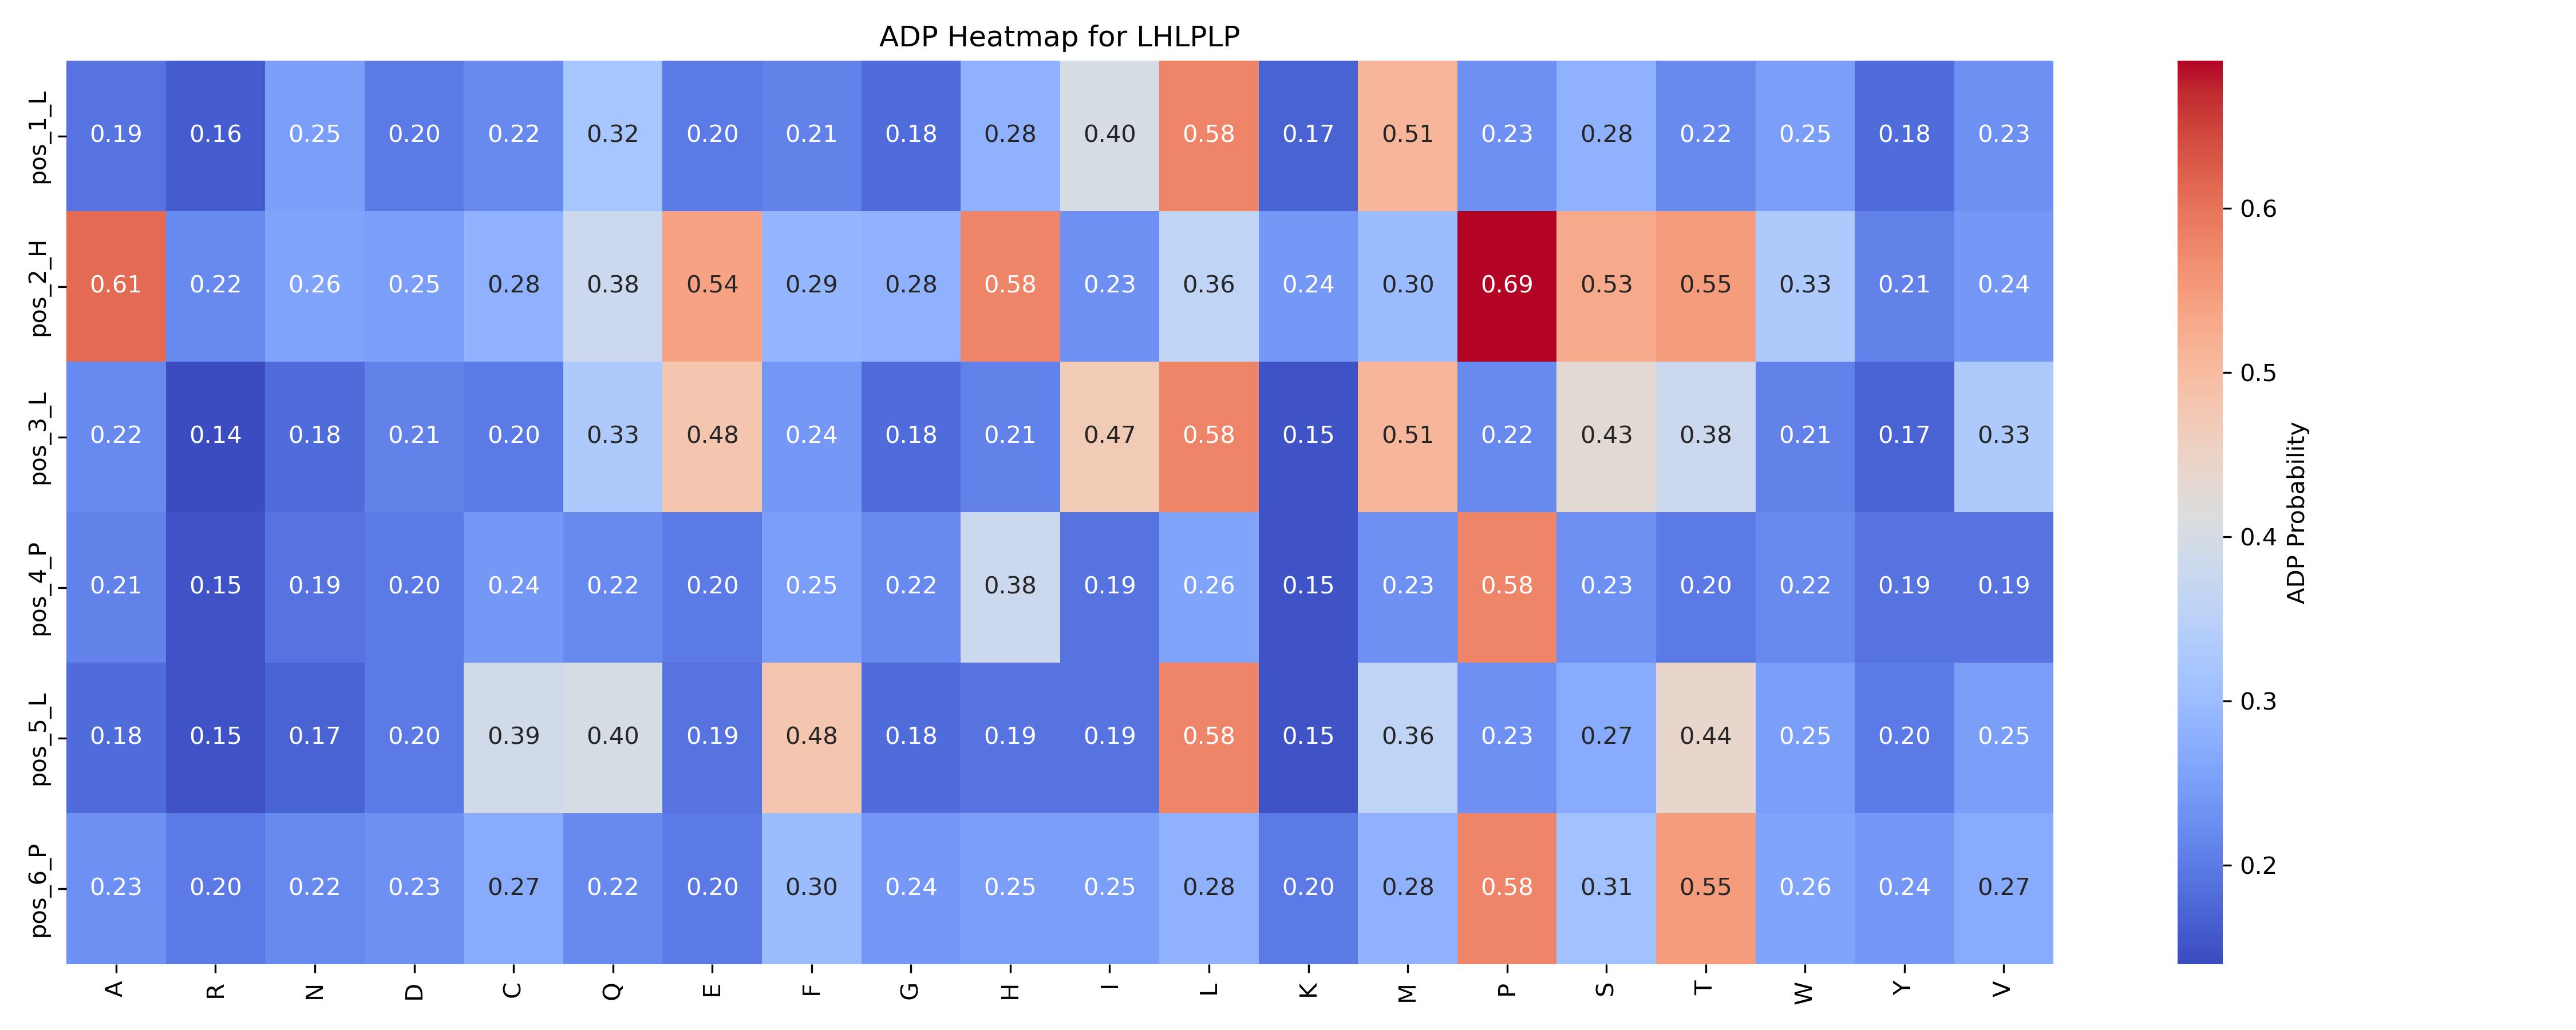 ADP Heatmap for LHLPLP
pos_1_L 0.19 0.16 0.25 0.20 0.22 0.32 0.20 0.21 0.18 0.28 0.40 0.58 0.17 0.51 0.23 0.28 0.22 0.25 0.18 0.23
pos_2_H 0.61 0.22 0.26 0.25 0.28 0.38 0.54 0.29 0.28 0.58 0.23 0.36 0.24 0.30 0.69 0.53 0.55 0.33 0.21 0.24
pos_3_L 0.22 0.14 0.18 0.21 0.20 0.33 0.48 0.24 0.18 0.21 0.47 0.58 0.15 0.51 0.22 0.43 0.38 0.21 0.17 0.33
pos_4_P 0.21 0.15 0.19 0.20 0.24 0.22 0.20 0.25 0.22 0.38 0.19 0.26 0.15 0.23 0.58 0.23 0.20 0.22 0.19 0.19
pos_5_L 0.18 0.15 0.17 0.20 0.39 0.40 0.19 0.48 0.18 0.19 0.19 0.58 0.15 0.36 0.23 0.27 0.44 0.25 0.20 0.25
pos_6_P 0.23 0.20 0.22 0.23 0.27 0.22 0.20 0.30 0.24 0.25 0.25 0.28 0.20 0.28 0.58 0.31 0.55 0.26 0.24 0.27
A R N D C Q E F G H I L K M P S T W Y V
0.6
0.5
0.4
0.3
0.2
ADP Probability